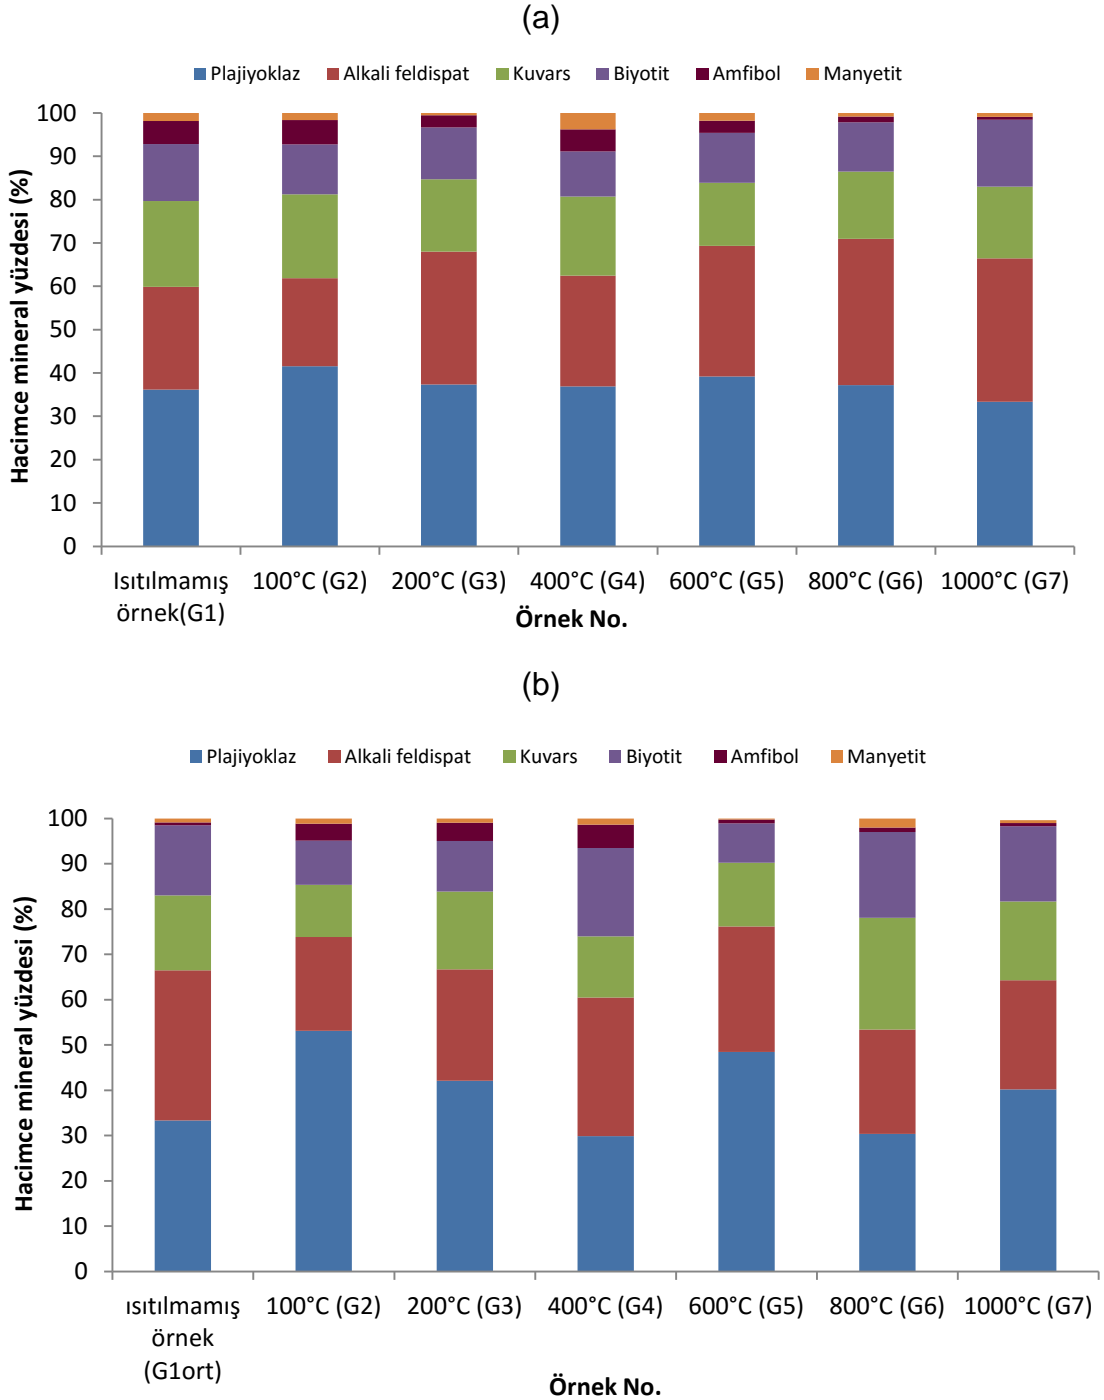 (a)
Plajiyoklaz Alkali feldispat Kuvars Biyotit Amfibol Manyetit
Hacimce mineral yüzdesi (%)
100
90
80
70
60
50
40
30
20
10
0
Isıtılmamış örnek(G1) 100°C (G2) 200°C (G3) 400°C (G4) 600°C (G5) 800°C (G6) 1000°C (G7)
Örnek No.
(b)
Plajiyoklaz Alkali feldispat Kuvars Biyotit Amfibol Manyetit
Hacimce mineral yüzdesi (%)
100
90
80
70
60
50
40
30
20
10
0
ısıtılmamış örnek (G1ort) 100°C (G2) 200°C (G3) 400°C (G4) 600°C (G5) 800°C (G6) 1000°C (G7)
Örnek No.